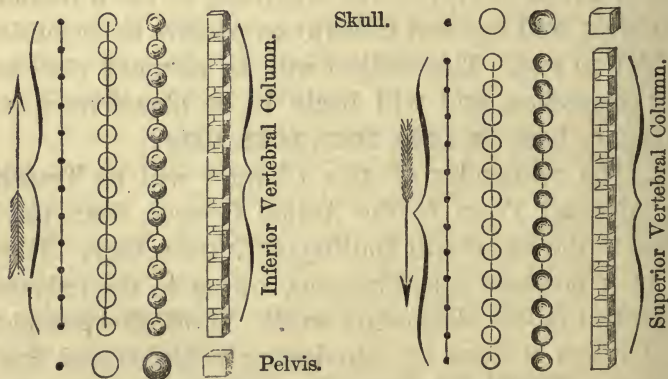 Skull.
Inferior Vertebral Column.
Superior Vertebral Column.
Pelvis.